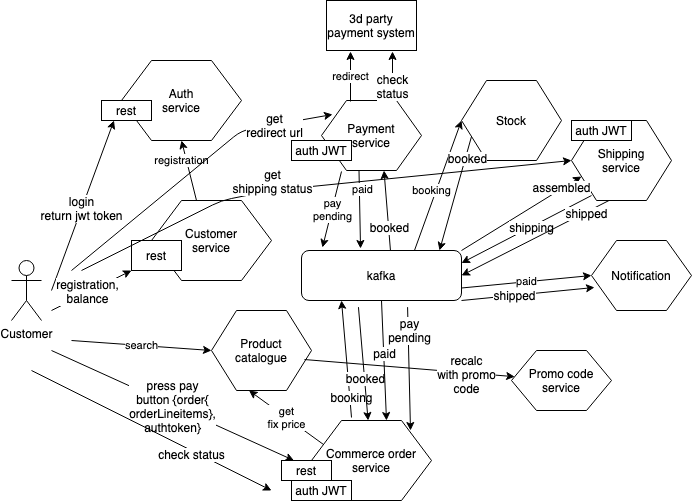 3d party
payment system
redirect
check
status
Auth
service
rest
get
redirect url
Payment
service
auth JWT
Stock
auth JWT
Shipping
service
registration
get
shipping status
login
return jwt token
pay
pending
paid
booked
booking
booked
assembled
shipped
shipping
Customer
service
rest
registration,
balance
kafka
paid
shipped
Notification
Customer
search
Product
catalogue
booked
booking
paid
pay
pending
recalc
with promo
code
Promo code
service
press pay
button {order{
orderLineitems},
authtoken}
get
fix price
check status
Commerce order
service
rest
auth JWT